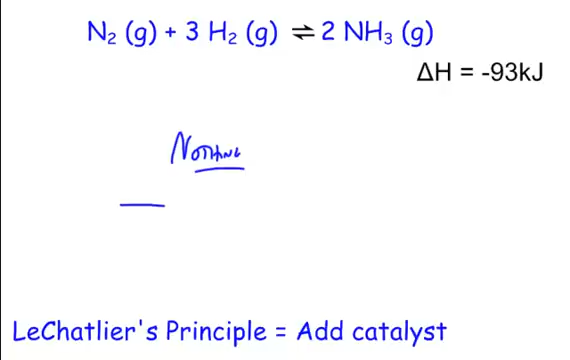 N₂ (g) + 3 H₂ (g) ⇌ 2 NH₃ (g)
ΔH = -93kJ
Nothing
LeChatlier's Principle = Add catalyst